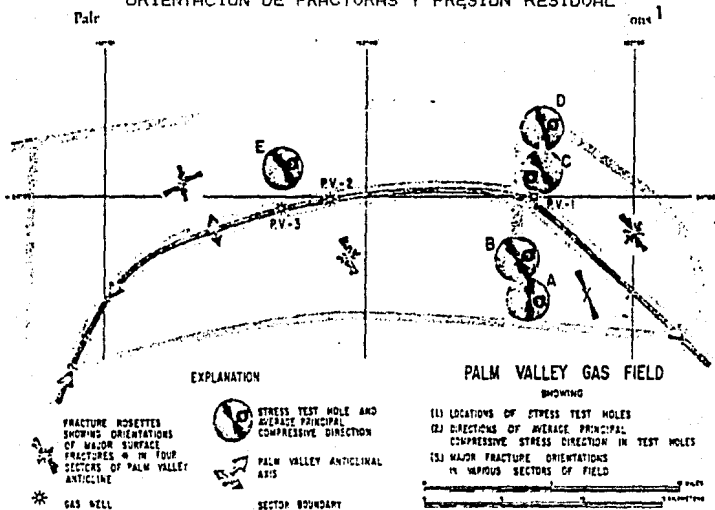 ORIENTACION DE FRACTURAS Y PRESION RESIDUAL
Palr
ons 1
D
E
C
P.V.-2
P.V.-1
P.V.-3
B
A
EXPLANATION
FRACTURE ROSETTES
SHOWING ORIENTATIONS
OF MAJOR SURFACE
FRACTURES IN FOUR
SECTORS OF PALM VALLEY
ANTICLINE
GAS WELL
STRESS TEST HOLE AND
AVERAGE PRINCIPAL
COMPRESSIVE DIRECTION
PALM VALLEY ANTICLINAL
AXIS
SECTOR BOUNDARY
PALM VALLEY GAS FIELD
SHOWING
(1) LOCATIONS OF STRESS TEST HOLES
(2) DIRECTIONS OF AVERAGE PRINCIPAL
COMPRESSIVE STRESS DIRECTION IN TEST HOLES
(3) MAJOR FRACTURE ORIENTATIONS
IN VARIOUS SECTORS OF FIELD